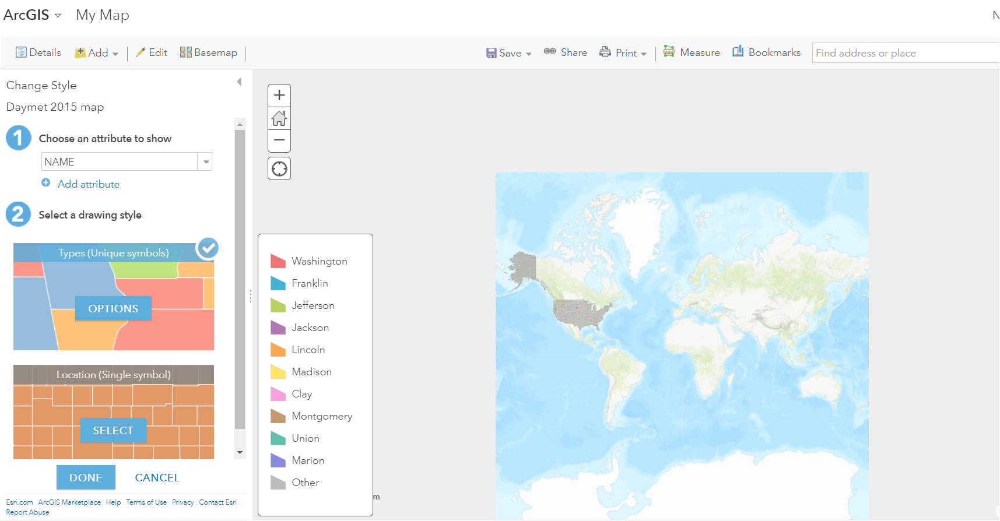 ArcGIS My Map N
Details Add Edit Basemap Save Share Print Measure Bookmarks Find address or place
Change Style
Daymet 2015 map
1 Choose an attribute to show
NAME
Add attribute
2 Select a drawing style
Types (Unique symbols)
OPTIONS
Location (Single symbol)
SELECT
DONE CANCEL
Esri.com . ArcGIS Marketplace . Help . Terms of Use . Privacy . Contact Esri .
Report Abuse
Washington
Franklin
Jefferson
Jackson
Lincoln
Madison
Clay
Montgomery
Union
Marion
Other
m